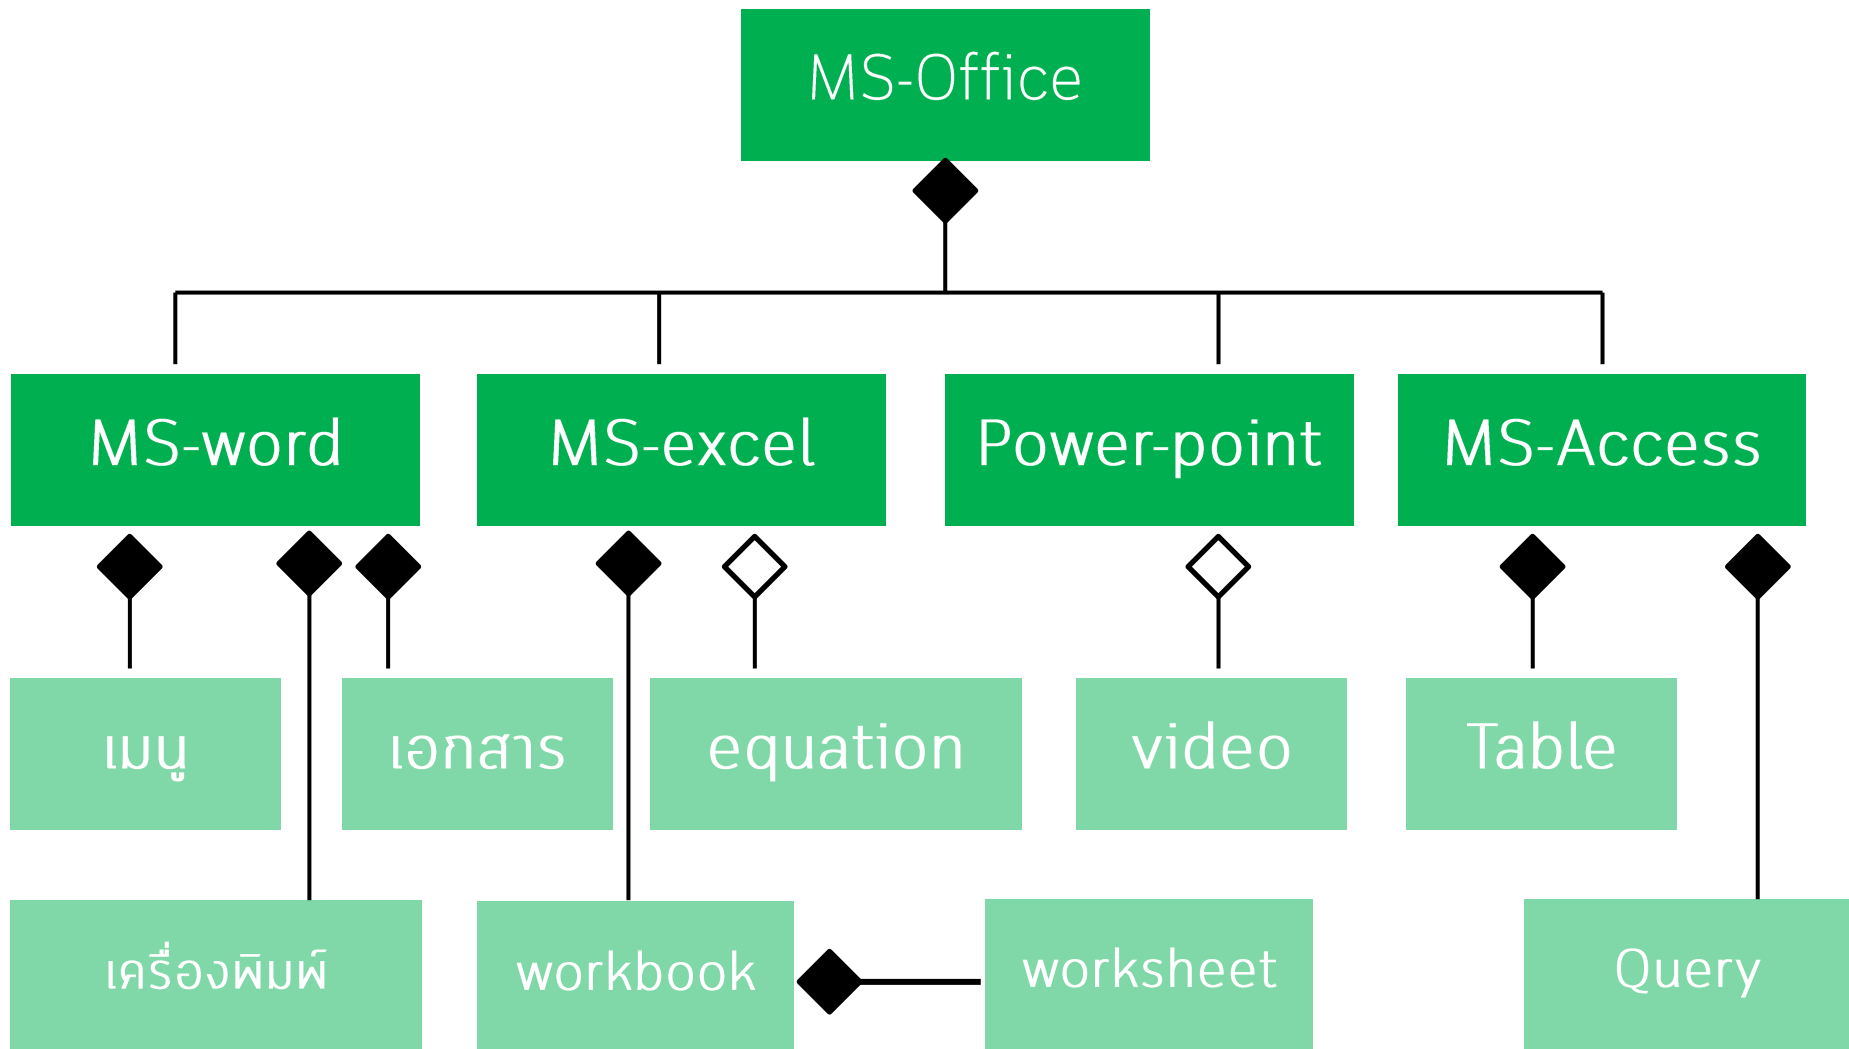 MS-Office
MS-word
MS-excel
Power-point
MS-Access
เมนู
เอกสาร
equation
video
Table
เครื่องพิมพ์
workbook
worksheet
Query